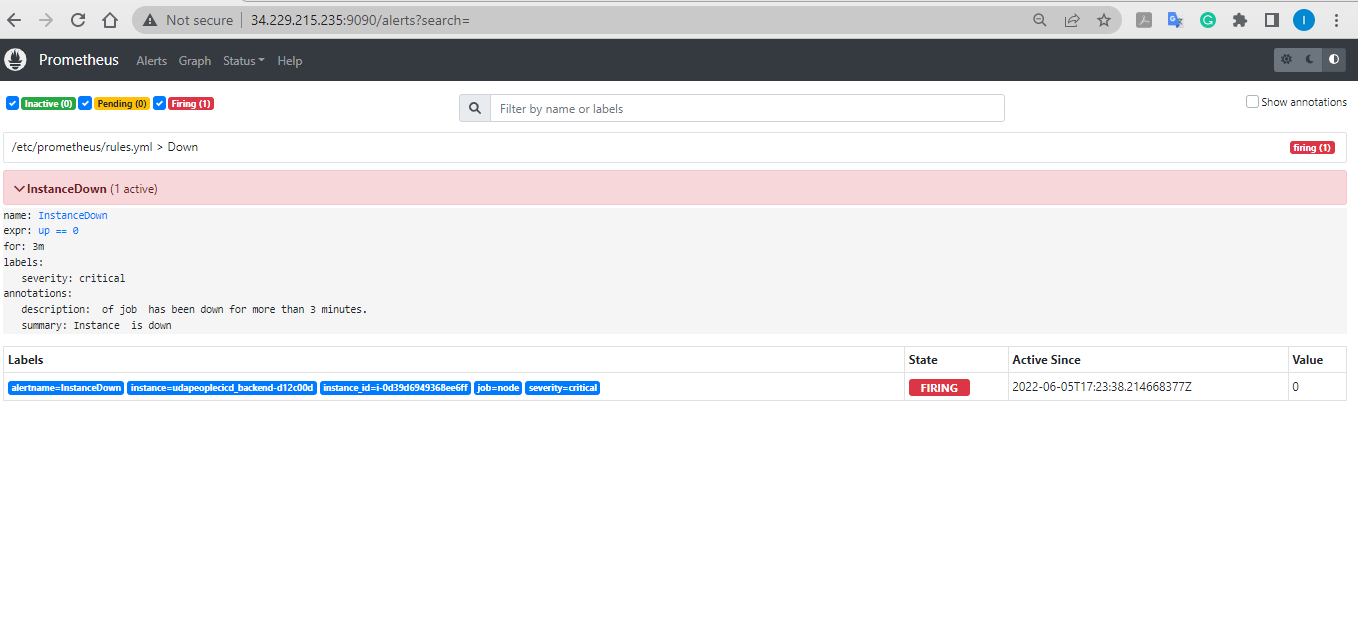 Not secure 34.229.215.235:9090/alerts?search=
Prometheus Alerts Graph Status Help
Inactive (0) Pending (0) Firing (1) Filter by name or labels Show annotations
/etc/prometheus/rules.yml > Down firing (1)
InstanceDown (1 active)
name: InstanceDown
expr: up == 0
for: 3m
labels:
severity: critical
annotations:
description:  of job  has been down for more than 3 minutes.
summary: Instance  is down
Labels State Active Since Value
alertname=InstanceDown instance=udapeoplecicd_backend-d12c00d instance_id=i-0d39d6949368ee6ff job=node severity=critical FIRING 2022-06-05T17:23:38.214668377Z 0